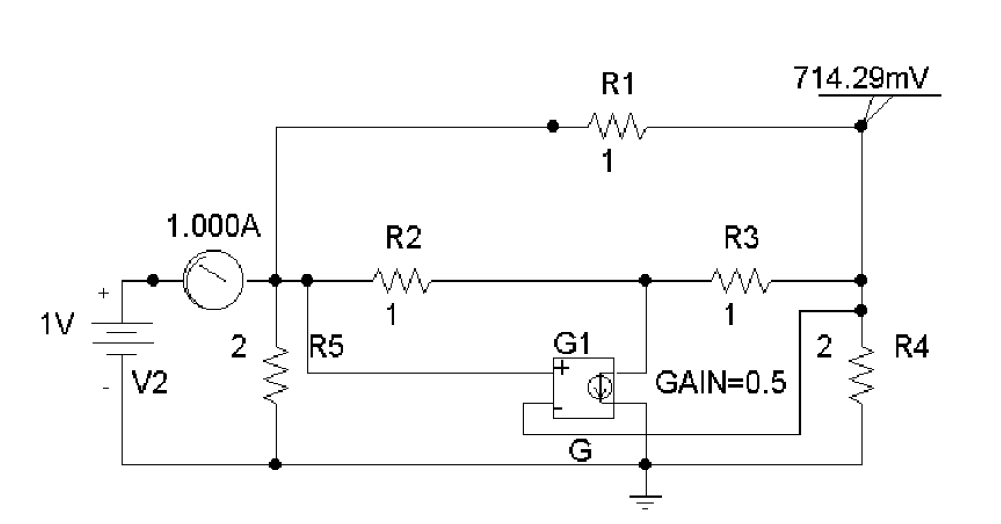 714.29mV
R1
1
1.000A
R2
R3
1
1
+
1V
2
R5
G1
+
2
R4
-
V2
GAIN=0.5
-
G